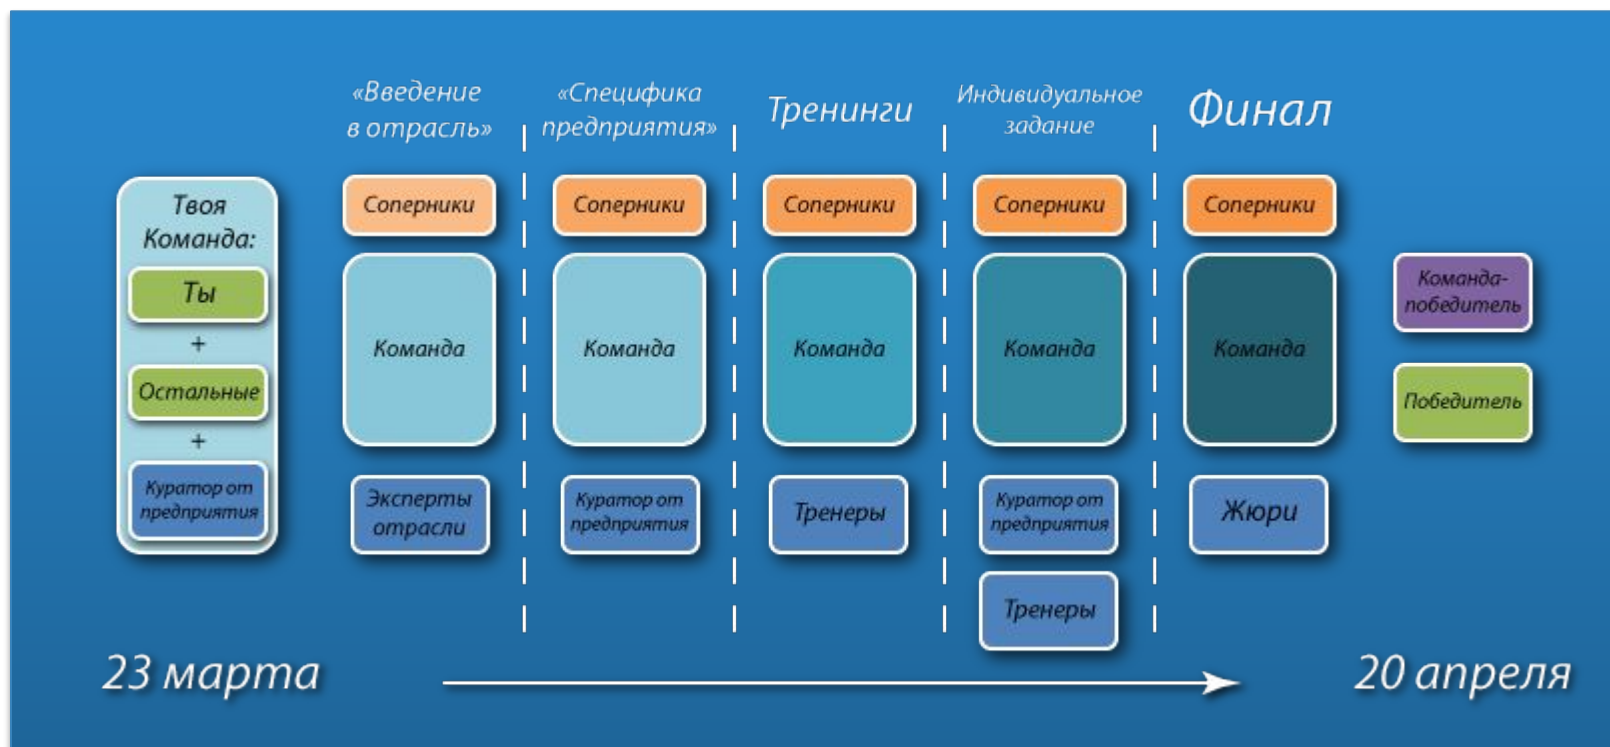 «Введение
в отрасль»
«Специфика
предприятия»
Тренинги
Индивидуальное
задание
Финал
Твоя
Команда:
Ты
+
Остальные
+
Куратор от
предприятия
Соперники
Команда
Эксперты
отрасли
Соперники
Команда
Куратор от
предприятия
Соперники
Команда
Тренеры
Соперники
Команда
Куратор от
предприятия
Тренеры
Соперники
Команда
Жюри
Команда-
победитель
Победитель
23 марта
20 апреля